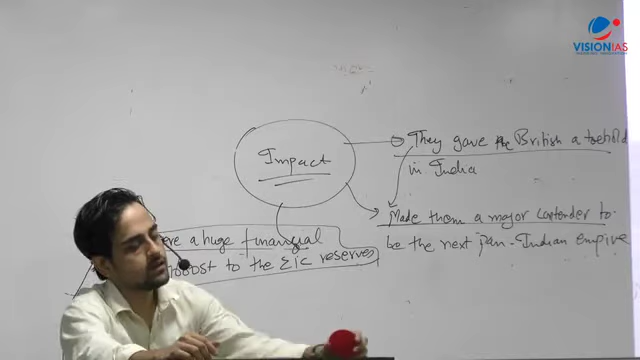 VISIONIAS
Impact
They gave the British a toehold
in India
Made them a major contender to
be the next pan-Indian empire
a huge financial
boost to the EIC reserves